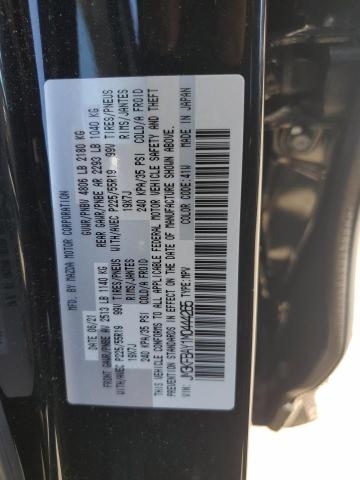 MFD. BY MAZDA MOTOR CORPORATION
GVWR/PNBV 4806 LB 2180 KG
DATE 06/21
FRONT GAWR/PNBE AV 2513 LB 1140 KG
REAR GAWR/PNBE AR 2293 LB 1040 KG
WITH/AVEC P225/55R19 99V TIRES/PNEUS
WITH/AVEC P225/55R19 99V TIRES/PNEUS
19X7J RIMS/JANTES
19X7J RIMS/JANTES
240 KPA/35 PSI COLD/A FROID
240 KPA/35 PSI COLD/A FROID
THIS VEHICLE CONFORMS TO ALL APPLICABLE FEDERAL MOTOR VEHICLE SAFETY AND THEFT
PREVENTION STANDARDS IN EFFECT ON THE DATE OF MANUFACTURE SHOWN ABOVE.
MADE IN JAPAN
VIN: TYPE: MPV COLOR CODE: 41W